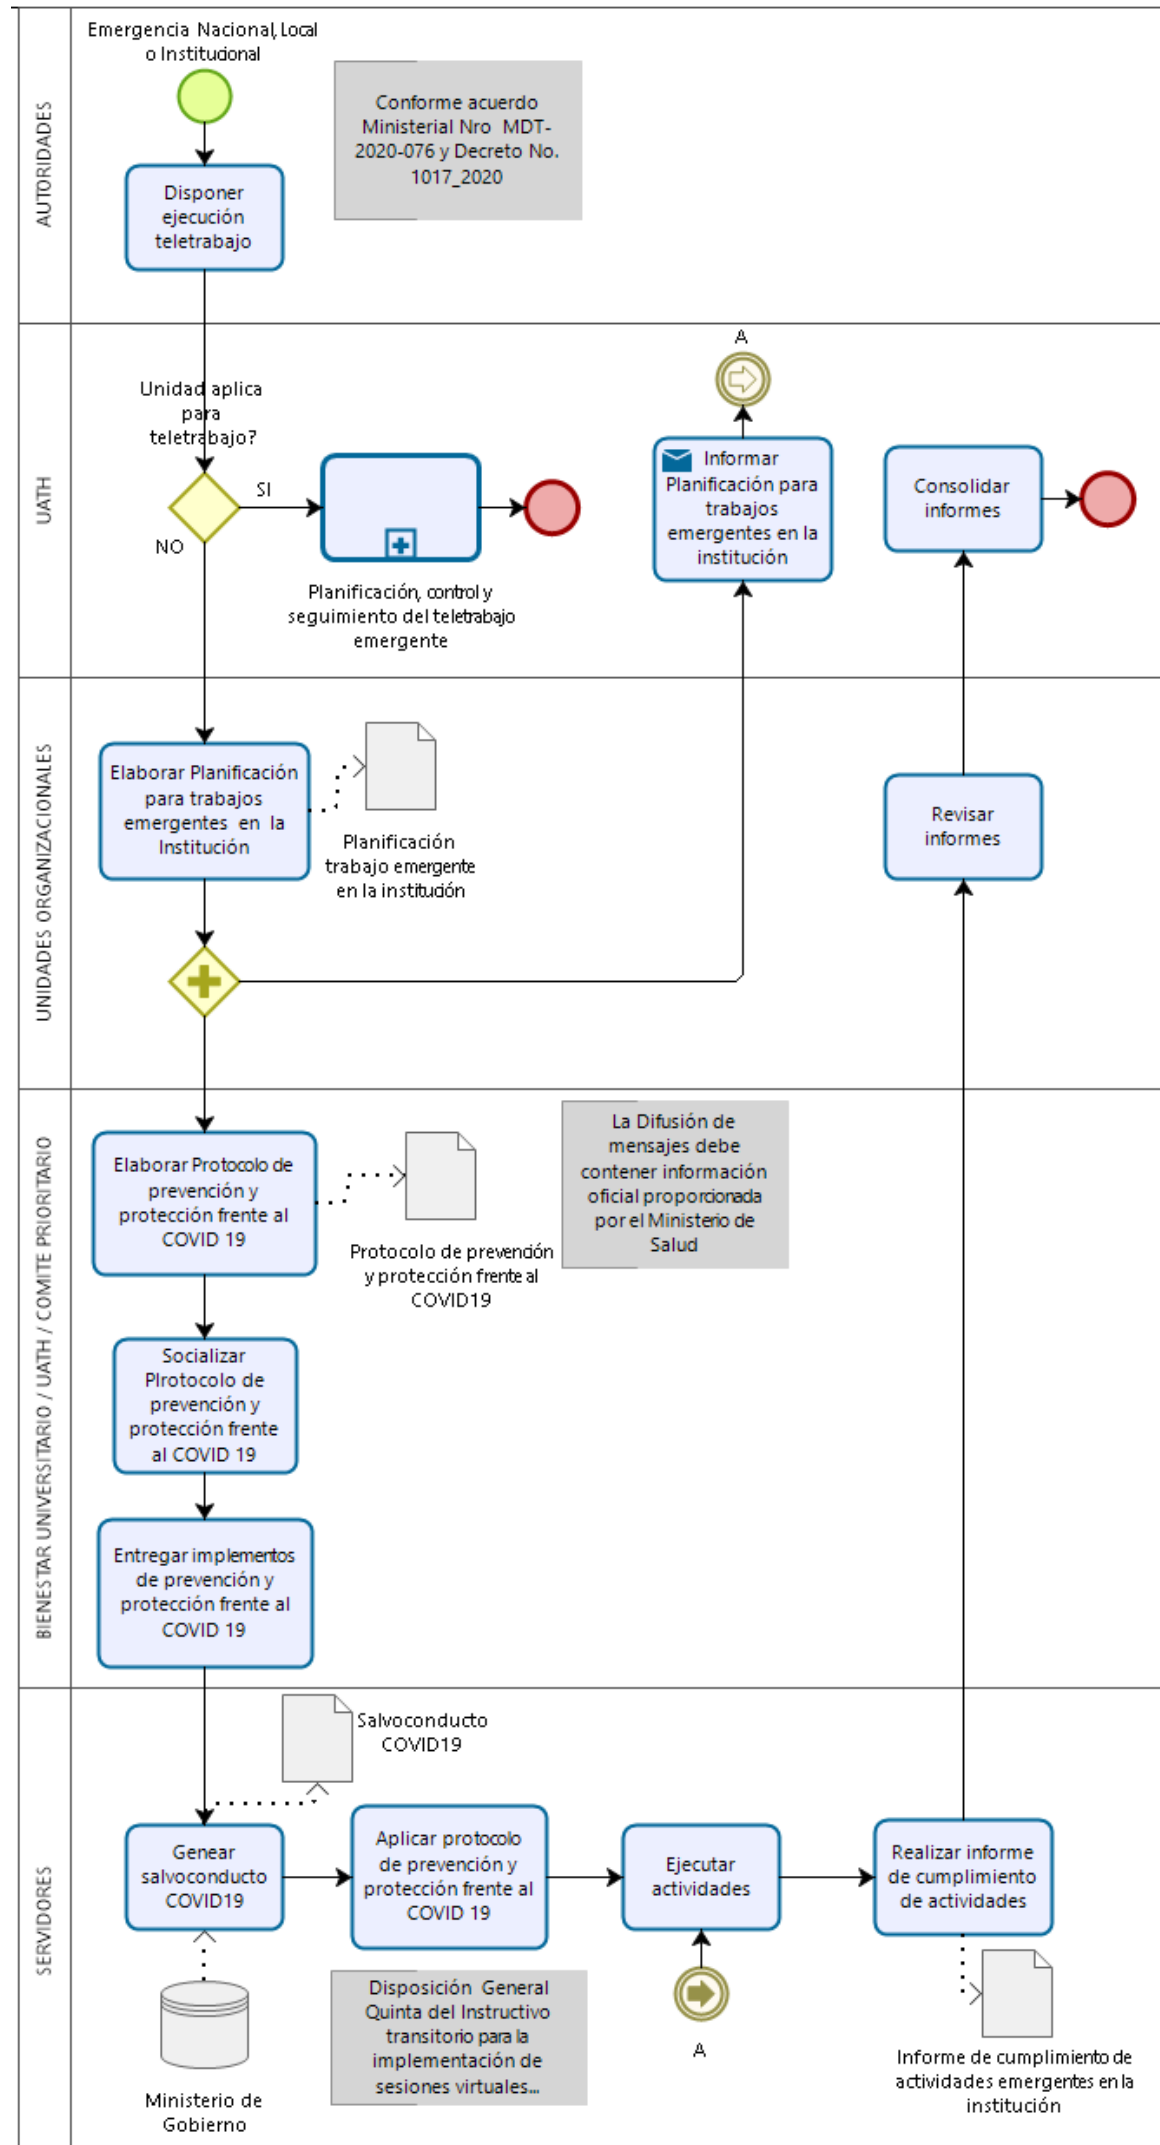 AUTORIDADES
Emergencia Nacional, Local
o Institucional
Conforme acuerdo
Ministerial Nro MDT-
2020-076 y Decreto No.
1017_2020
Disponer
ejecución
teletrabajo
UATH
Unidad aplica
para
teletrabajo?
SI
NO
Planificación, control y
seguimiento del teletrabajo
emergente
A
Informar
Planificación para
trabajos
emergentes en la
institución
Consolidar
informes
UNIDADES ORGANIZACIONALES
Elaborar Planificación
para trabajos
emergentes en la
Institución
Planificación
trabajo emergente
en la institución
Revisar
informes
BIENESTAR UNIVERSITARIO / UATH / COMITE PRIORITARIO
Elaborar Protocolo de
prevención y
protección frente al
COVID 19
Protocolo de prevención
y protección frente al
COVID19
La Difusión de
mensajes debe
contener información
oficial proporcionada
por el Ministerio de
Salud
Socializar
Plrotocolo de
prevención y
protección frente
al COVID 19
Entregar implementos
de prevención y
protección frente al
COVID 19
SERVIDORES
Salvoconducto
COVID19
Genear
salvoconducto
COVID19
Aplicar protocolo
de prevención y
protección frente al
COVID 19
Ejecutar
actividades
Realizar informe
de cumplimiento
de actividades
Ministerio de
Gobierno
Disposición General
Quinta del Instructivo
transitorio para la
implementación de
sesiones virtuales...
A
Informe de cumplimiento de
actividades emergentes en la
institución